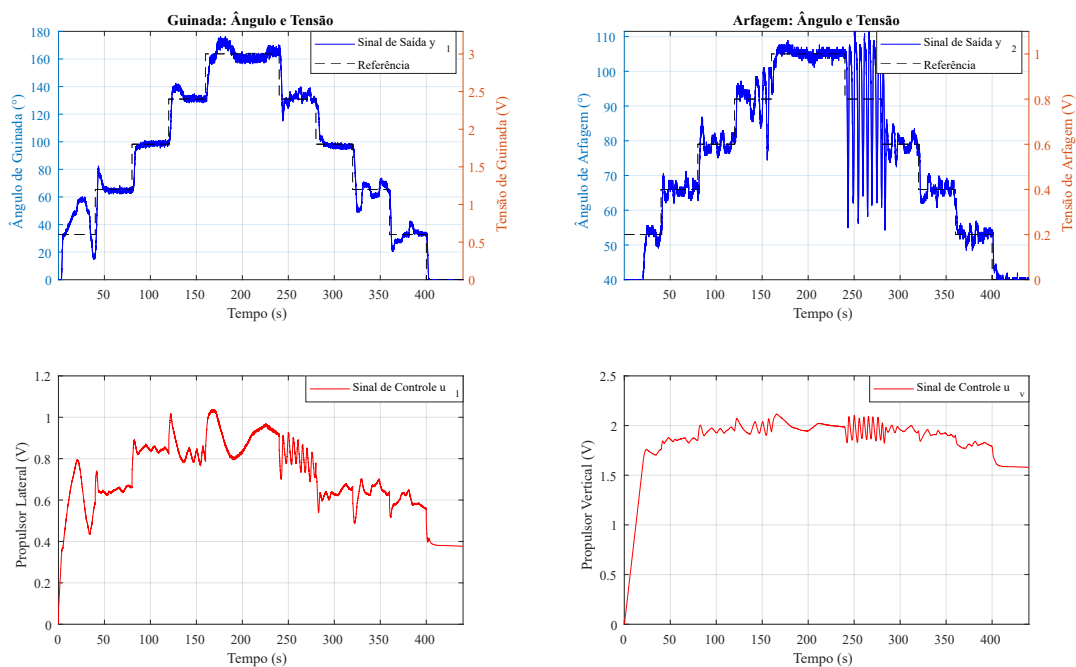 Guinada: Ângulo e Tensão
Sinal de Saída y 1
Referência
Ângulo de Guinada (°)
180
160
140
120
100
80
60
40
20
0
Tensão de Guinada (V)
3
2.5
2
1.5
1
0.5
0
50 100 150 200 250 300 350 400
Tempo (s)
Arfagem: Ângulo e Tensão
Sinal de Saída y 2
Referência
Ângulo de Arfagem (°)
110
100
90
80
70
60
50
40
Tensão de Arfagem (V)
1
0.8
0.6
0.4
0.2
0
50 100 150 200 250 300 350 400
Tempo (s)
Sinal de Controle u l
Propulsor Lateral (V)
1.2
1
0.8
0.6
0.4
0.2
0
0 50 100 150 200 250 300 350 400
Tempo (s)
Sinal de Controle u v
Propulsor Vertical (V)
2.5
2
1.5
1
0.5
0
0 50 100 150 200 250 300 350 400
Tempo (s)